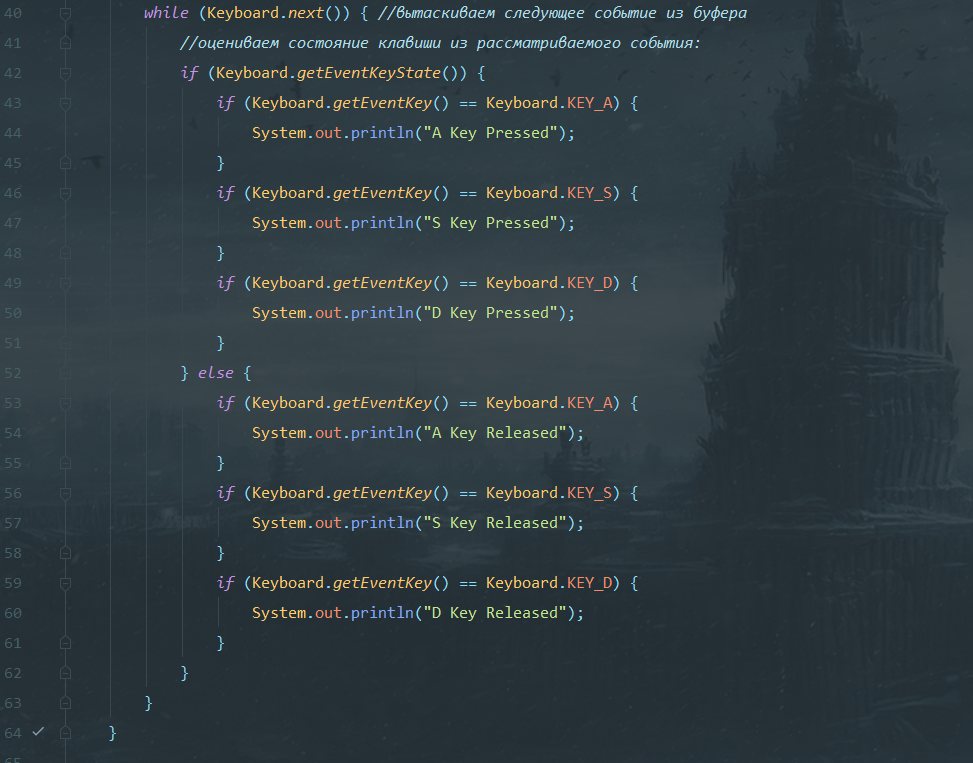 40 while (Keyboard.next()) { //вытаскиваем следующее событие из буфера
41 //оцениваем состояние клавиши из рассматриваемого события:
42 if (Keyboard.getEventKeyState()) {
43 if (Keyboard.getEventKey() == Keyboard.KEY_A) {
44 System.out.println("A Key Pressed");
45 }
46 if (Keyboard.getEventKey() == Keyboard.KEY_S) {
47 System.out.println("S Key Pressed");
48 }
49 if (Keyboard.getEventKey() == Keyboard.KEY_D) {
50 System.out.println("D Key Pressed");
51 }
52 } else {
53 if (Keyboard.getEventKey() == Keyboard.KEY_A) {
54 System.out.println("A Key Released");
55 }
56 if (Keyboard.getEventKey() == Keyboard.KEY_S) {
57 System.out.println("S Key Released");
58 }
59 if (Keyboard.getEventKey() == Keyboard.KEY_D) {
60 System.out.println("D Key Released");
61 }
62 }
63 }
64 }
65